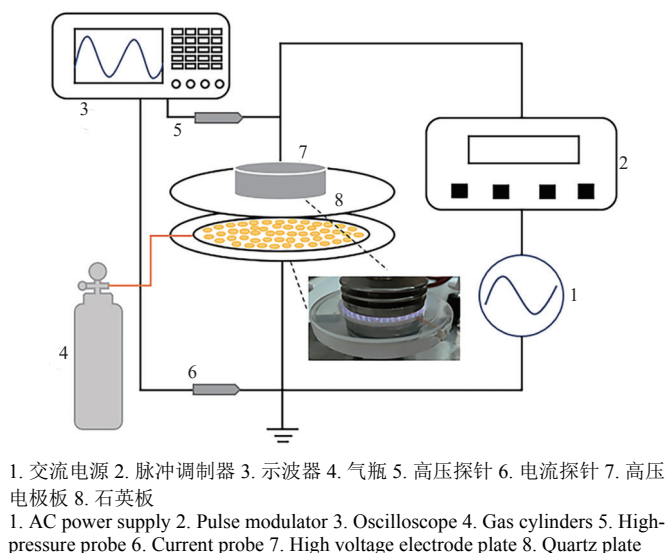 3
5
7
2
8
1
4
6
1. 交流电源 2. 脉冲调制器 3. 示波器 4. 气瓶 5. 高压探针 6. 电流探针 7. 高压
电极板 8. 石英板
1. AC power supply 2. Pulse modulator 3. Oscilloscope 4. Gas cylinders 5. High-
pressure probe 6. Current probe 7. High voltage electrode plate 8. Quartz plate